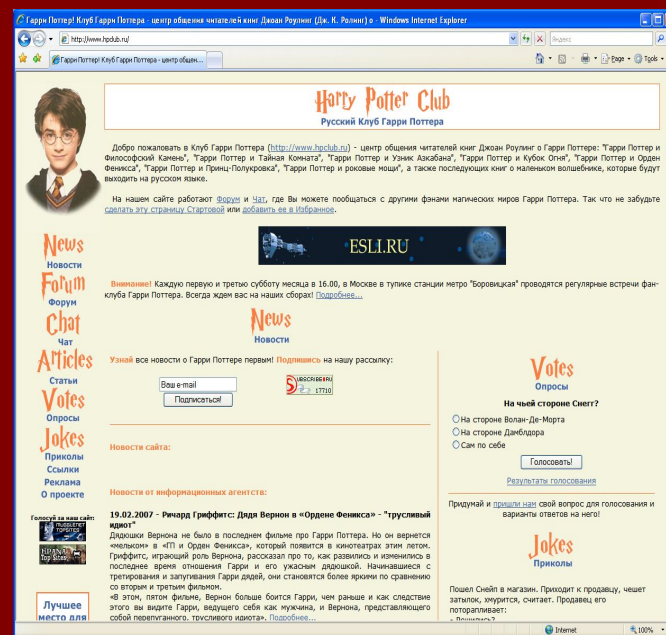 Гарри Поттер! Клуб Гарри Поттера - центр общения читателей книг Джоан Роулинг (Дж. К. Ролинг) о - Windows Internet Explorer
http://www.hpclub.ru/
Яндекс
Гарри Поттер! Клуб Гарри Поттера - центр общен...
Page
Tools
Harry Potter Club
Русский Клуб Гарри Поттера
Добро пожаловать в Клуб Гарри Поттера (http://www.hpclub.ru) - центр общения читателей книг Джоан Роулинг о Гарри Поттере: "Гарри Поттер и
Философский Камень", "Гарри Поттер и Тайная Комната", "Гарри Поттер и Узник Азкабана", "Гарри Поттер и Кубок Огня", "Гарри Поттер и Орден
Феникса", "Гарри Поттер и Принц-Полукровка", "Гарри Поттер и роковые мощи", а также последующих книг о маленьком волшебнике, которые будут
выходить на русском языке.
На нашем сайте работают Форум и Чат, где Вы можете пообщаться с другими фэнами магических миров Гарри Поттера. Так что не забудьте
сделать эту страницу Стартовой или добавить ее в Избранное.
ESLI.RU
Внимание! Каждую первую и третью субботу месяца в 16.00, в Москве в тупике станции метро "Боровицкая" проводятся регулярные встречи фан-
клуба Гарри Поттера. Всегда ждем вас на наших сборах! Подробнее...
News
Новости
Forum
Форум
Chat
Чат
Articles
Статьи
Votes
Опросы
Jokes
Приколы
Ссылки
Реклама
О проекте
Голосуй за наш сайт:
MUGGLENET
TOPSITES
HPANA
Top Sites
Лучшее
место для
News
Новости
Узнай все новости о Гарри Поттере первым! Подпишись на нашу рассылку:
Ваш e-mail
Подписаться!
SUBSCRIBE.RU
17710
Новости сайта:
Новости от информационных агентств:
19.02.2007 - Ричард Гриффитс: Дядя Вернон в «Ордене Феникса» - "трусливый
идиот"
Дядюшки Вернона не было в последнем фильме про Гарри Поттера. Но он вернется
«мельком» в «ГП и Орден Феникса», который появится в кинотеатрах этим летом.
Гриффитс, играющий роль Вернона, рассказал про то, как развились и изменились в
последнее время отношения Гарри и его ужасным дядюшкой. Начинавшиеся с
третирования и запугивания Гарри дядей, они становятся более яркими по сравнению
со вторым и третьим фильмом.
«В этом, пятом фильме, Вернон больше боится Гарри, чем раньше и как следствие
этого вы видите Гарри, ведущего себя как мужчина, и Вернона, представляющего
собой перепуганного, трусливого идиота». Подробнее...
Votes
Опросы
На чьей стороне Снегг?
На стороне Волан-Де-Морта
На стороне Дамблдора
Сам по себе
Голосовать!
Результаты голосования
Придумай и пришли нам свой вопрос для голосования и
варианты ответов на него!
Jokes
Приколы
Пошел Снейп в магазин. Приходит к продавцу, чешет
затылок, хмурится, считает. Продавец его
поторапливает:
- Решились?
Internet
100%